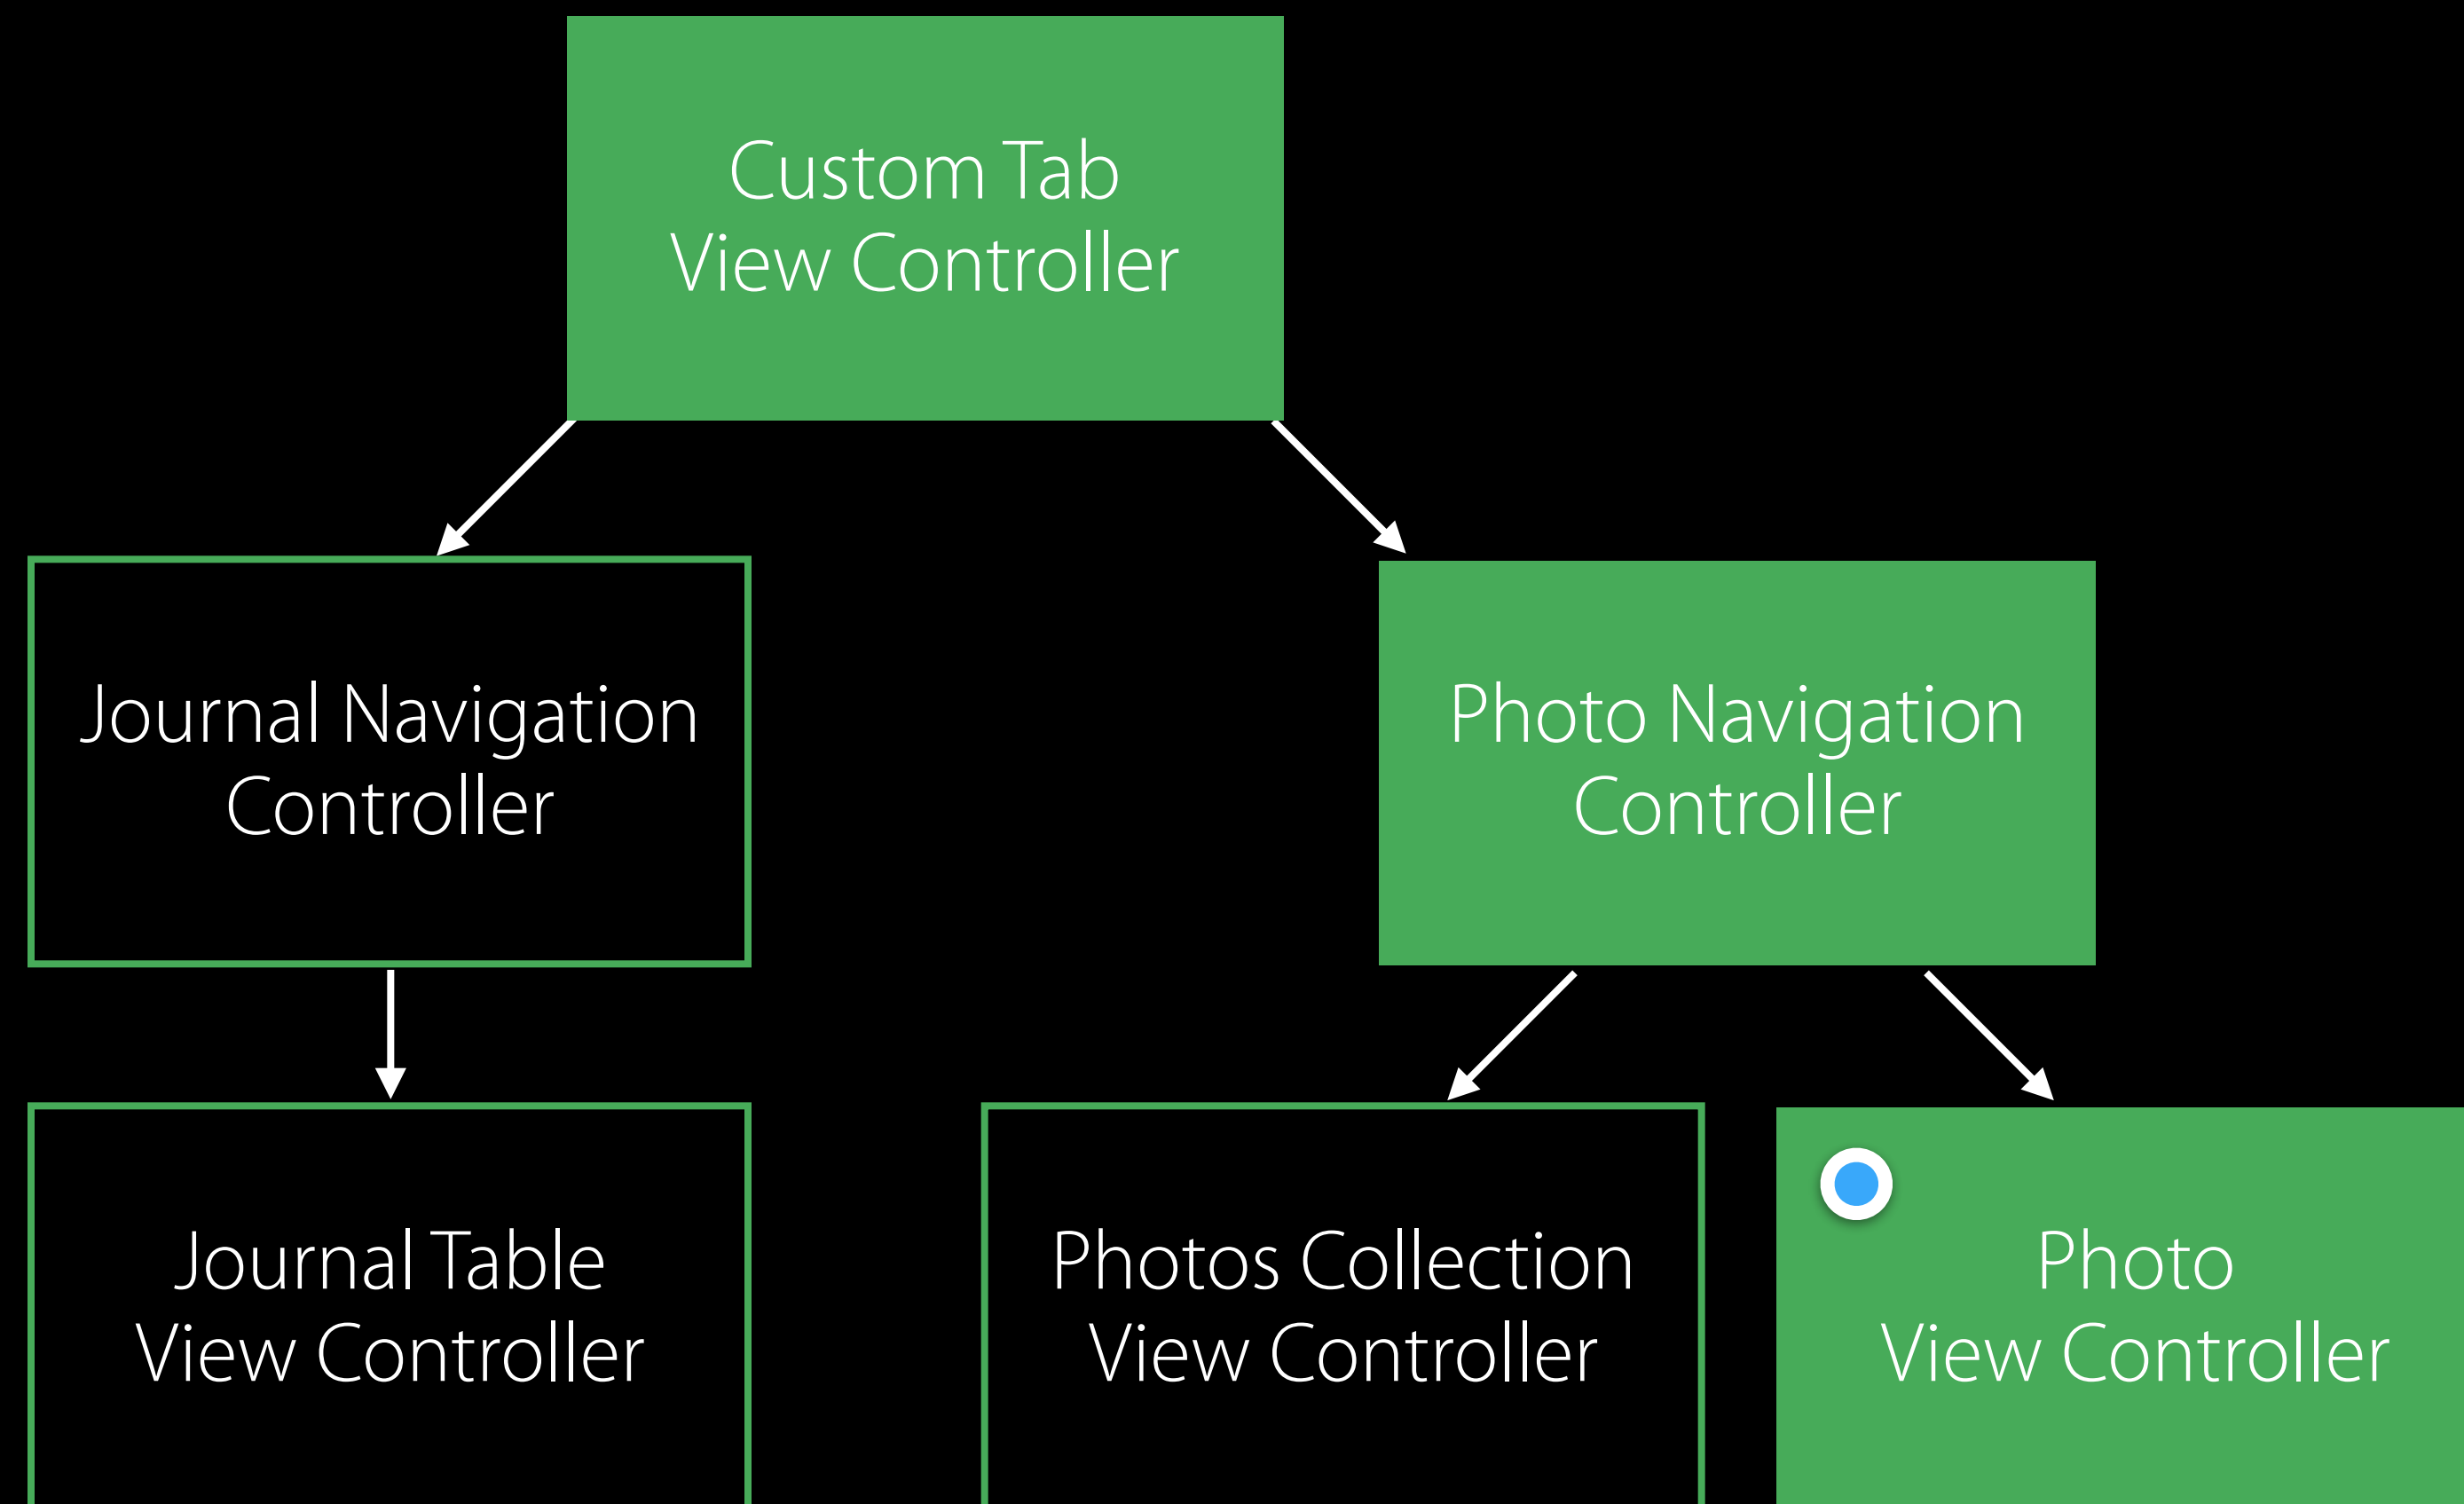 Custom Tab
View Controller
Journal Navigation
Controller
Photo Navigation
Controller
Journal Table
View Controller
Photos Collection
View Controller
Photo
View Controller